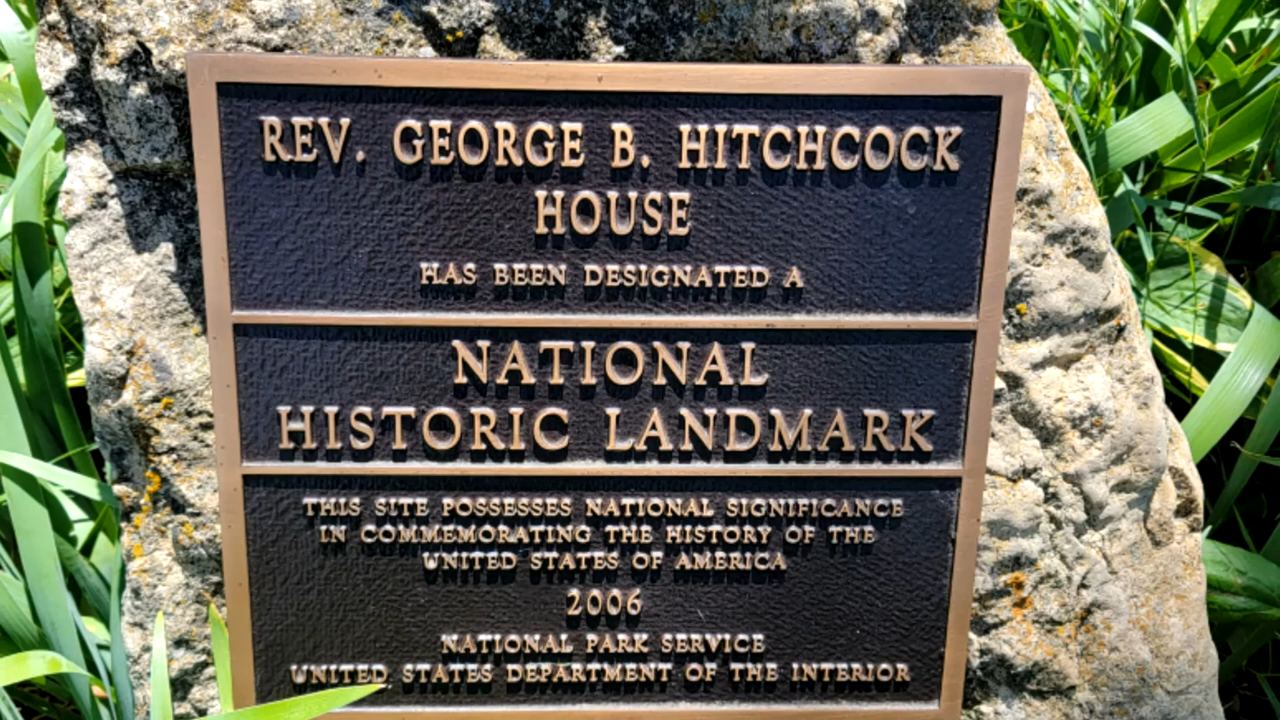 REV. GEORGE B. HITCHCOCK
HOUSE
HAS BEEN DESIGNATED A
NATIONAL
HISTORIC LANDMARK
THIS SITE POSSESSES NATIONAL SIGNIFICANCE
IN COMMEMORATING THE HISTORY OF THE
UNITED STATES OF AMERICA
2006
NATIONAL PARK SERVICE
UNITED STATES DEPARTMENT OF THE INTERIOR